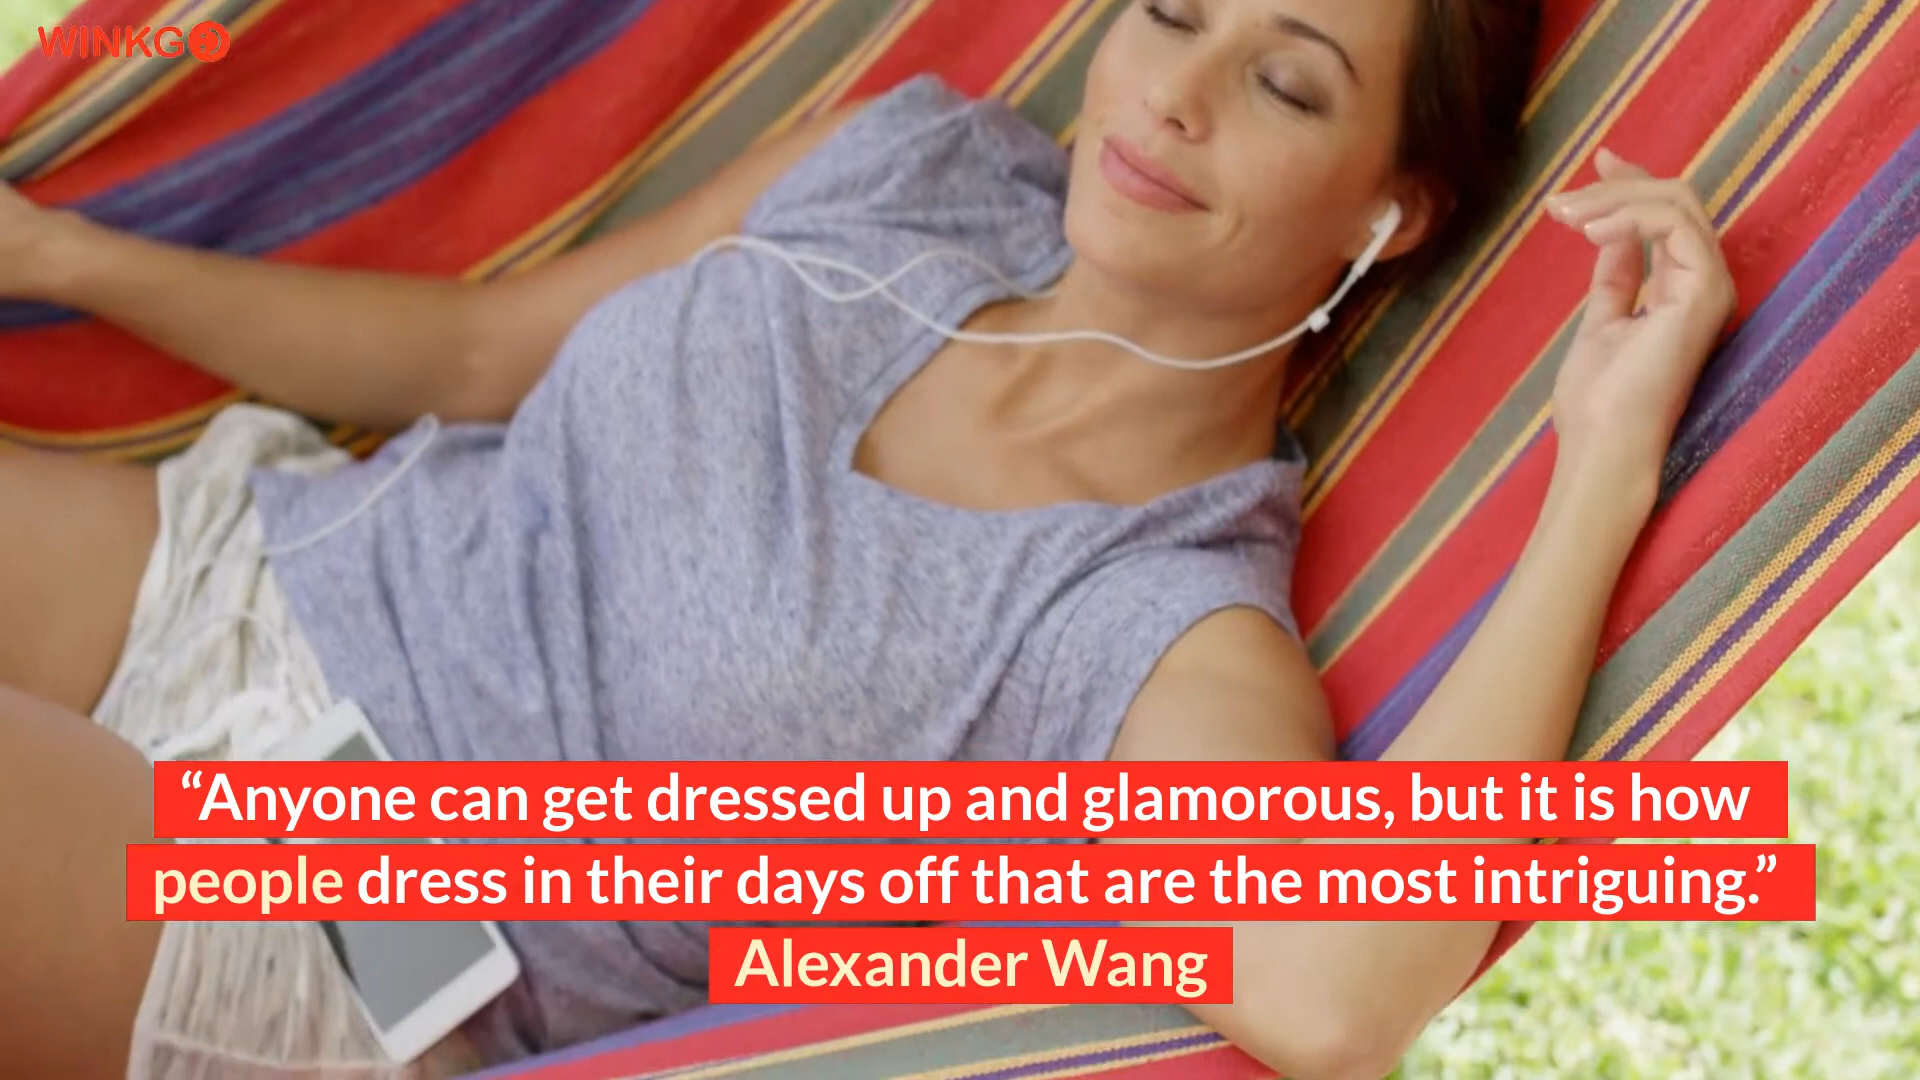 WINKGO
“Anyone can get dressed up and glamorous, but it is how
people dress in their days off that are the most intriguing.”
Alexander Wang